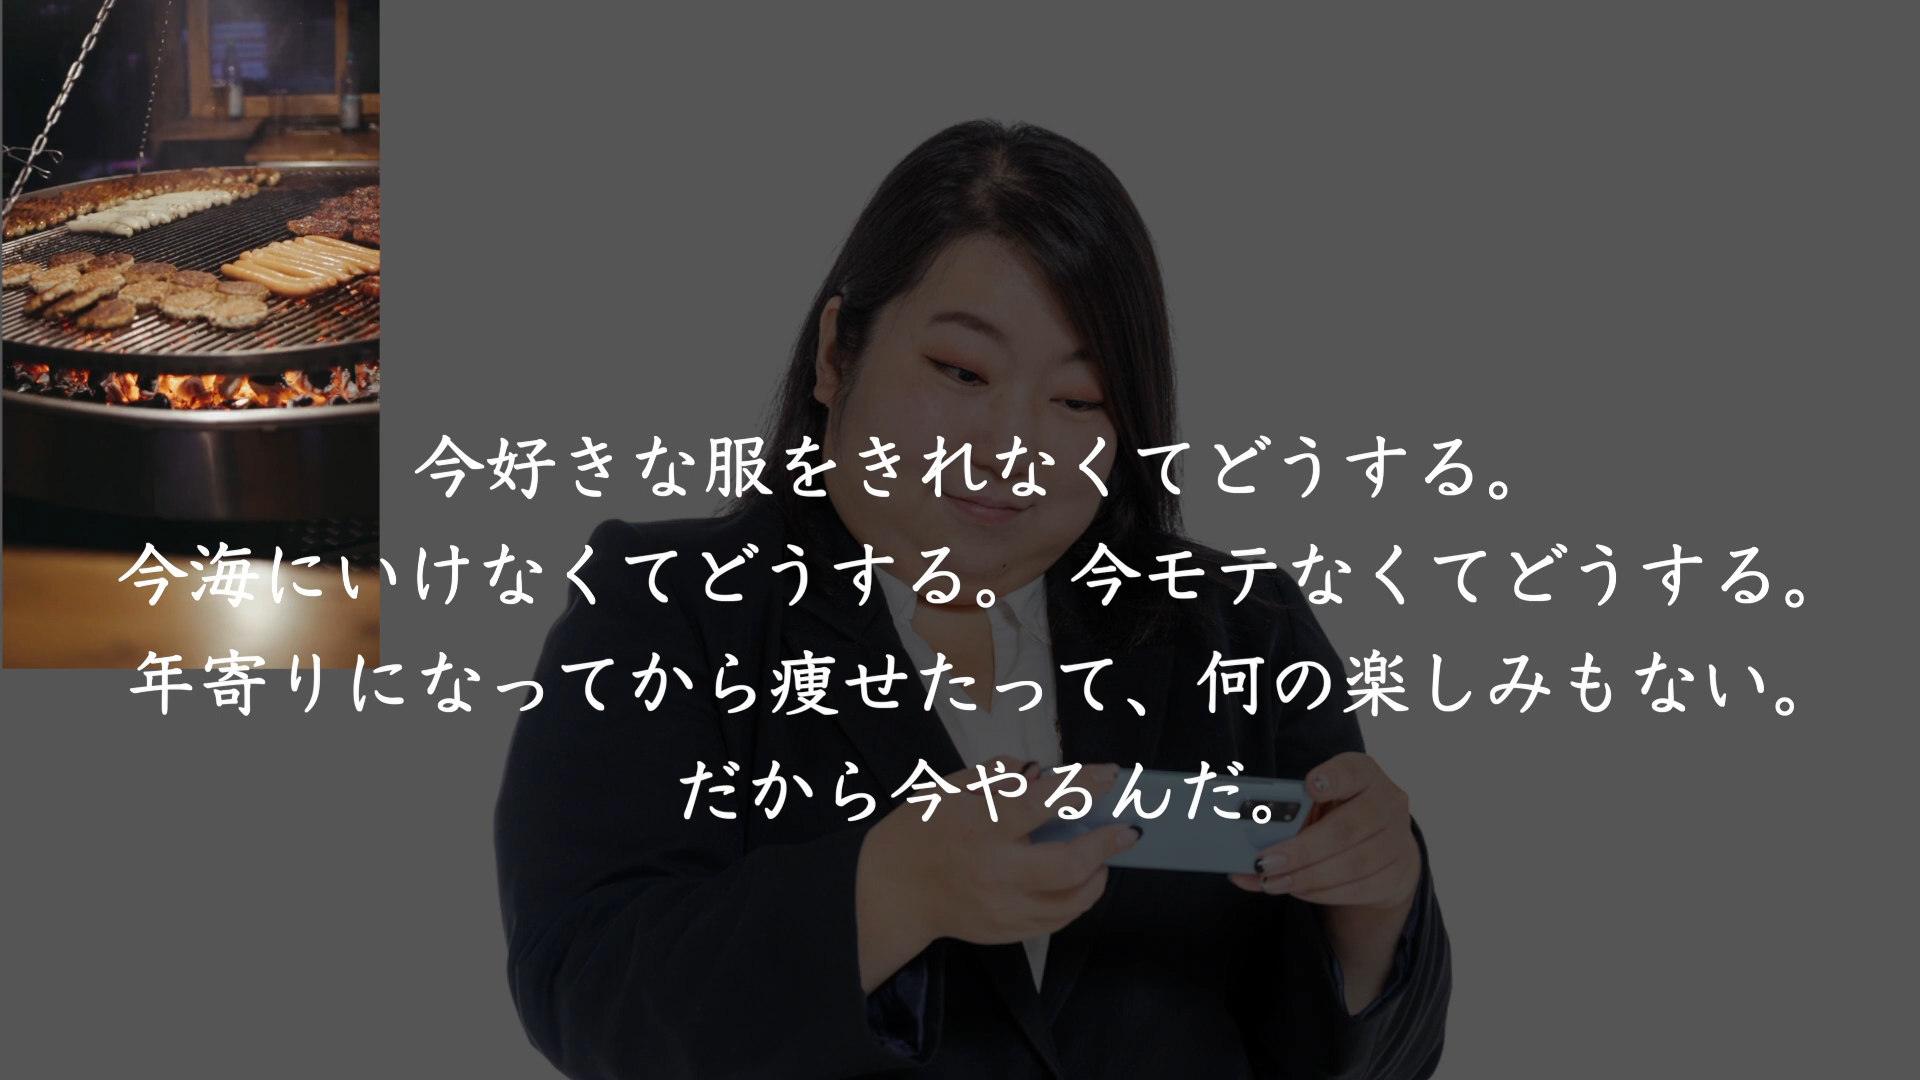 今好きな服をきれなくてどうする。
今海にいけなくてどうする。 今モテなくてどうする。
年寄りになってから痩せたって、何の楽しみもない。
だから今やるんだ。